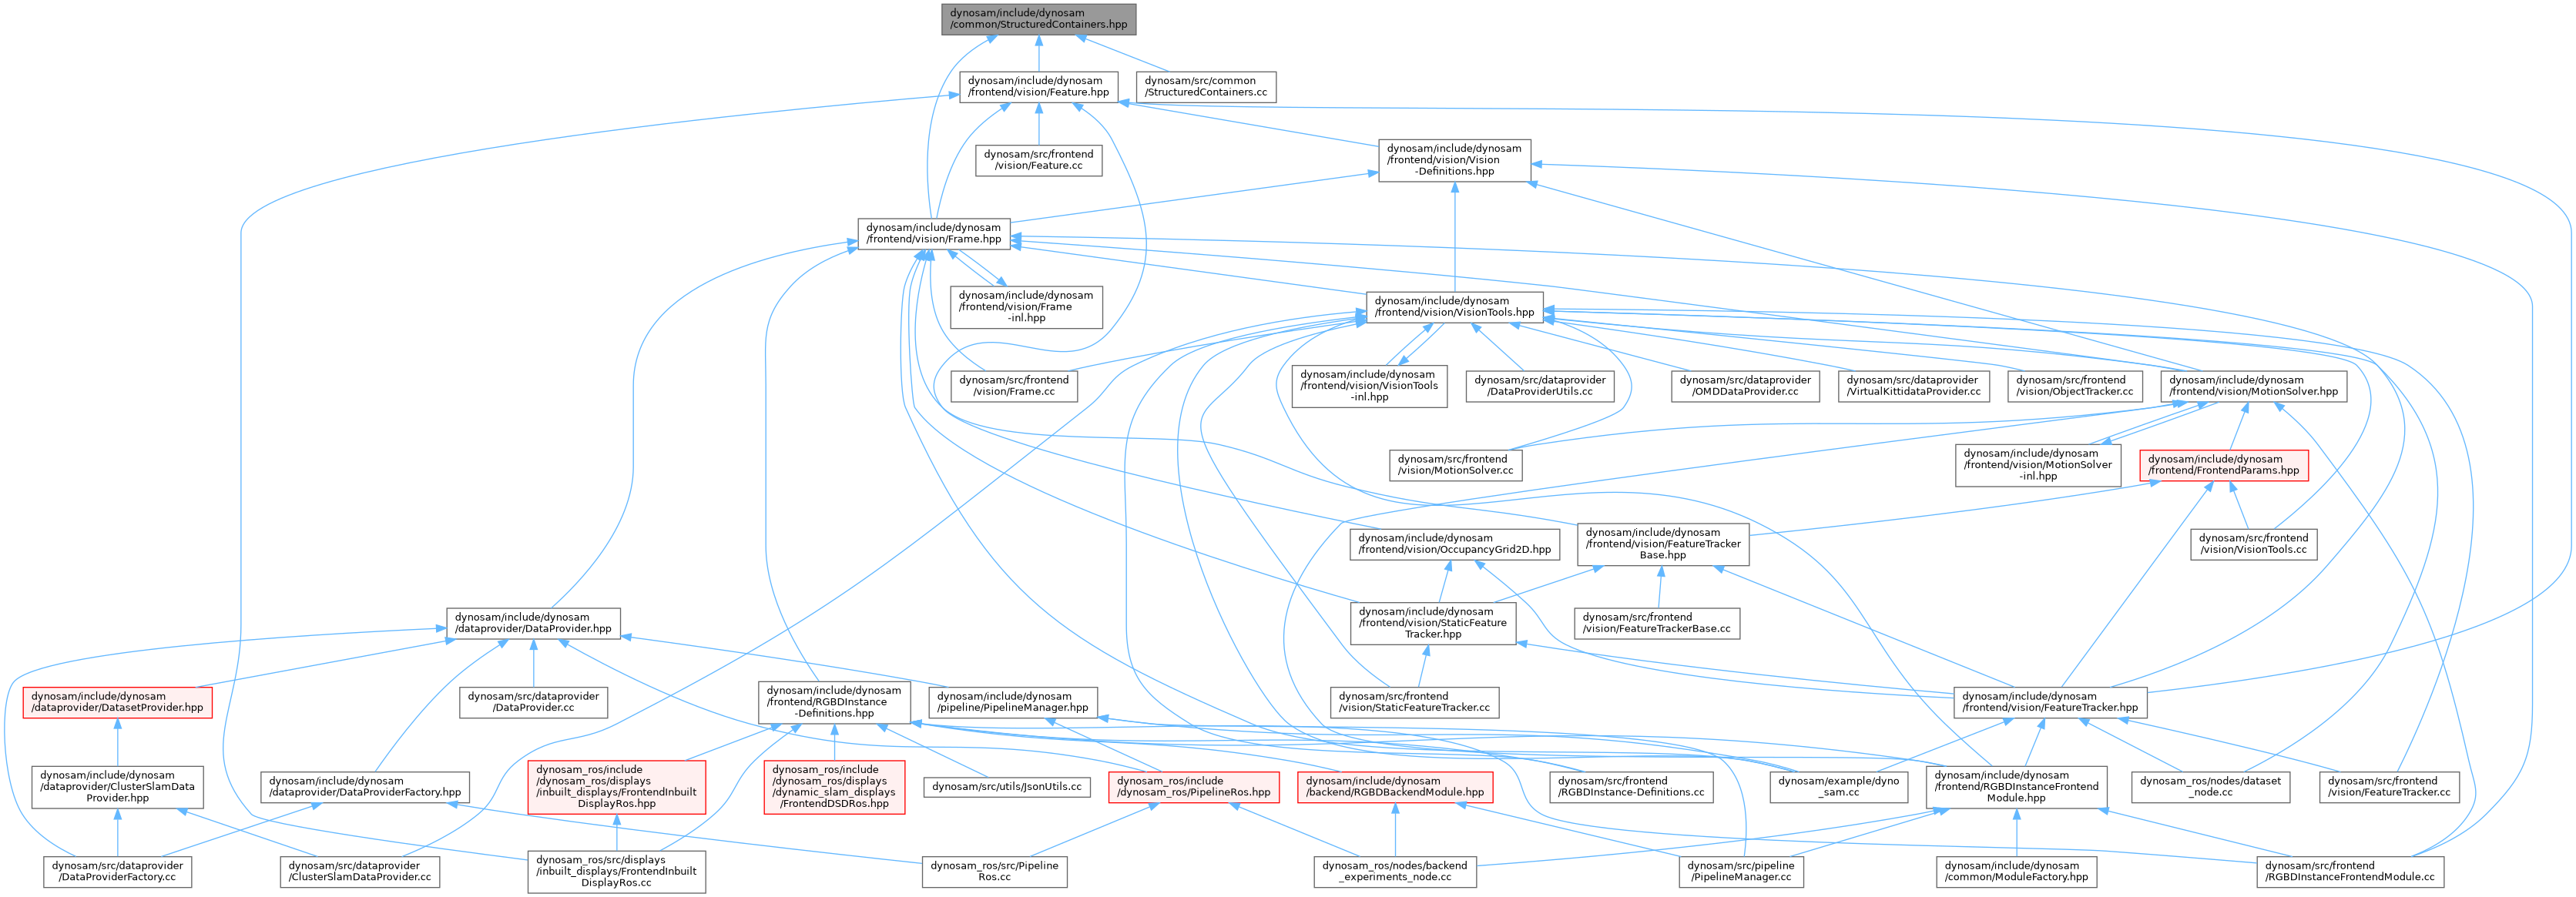 dynosam/include/dynosam
/common/StructuredContainers.hpp
dynosam/include/dynosam
/frontend/vision/Feature.hpp
dynosam/src/common
/StructuredContainers.cc
dynosam/src/frontend
/vision/Feature.cc
dynosam/include/dynosam
/frontend/vision/Vision
-Definitions.hpp
dynosam/include/dynosam
/frontend/vision/Frame.hpp
dynosam/include/dynosam
/frontend/vision/Frame
-inl.hpp
dynosam/include/dynosam
/frontend/vision/VisionTools.hpp
dynosam/src/frontend
/vision/Frame.cc
dynosam/include/dynosam
/frontend/vision/VisionTools
-inl.hpp
dynosam/src/dataprovider
/DataProviderUtils.cc
dynosam/src/dataprovider
/OMDDataProvider.cc
dynosam/src/dataprovider
/VirtualKittidataProvider.cc
dynosam/src/frontend
/vision/ObjectTracker.cc
dynosam/include/dynosam
/frontend/vision/MotionSolver.hpp
dynosam/src/frontend
/vision/MotionSolver.cc
dynosam/include/dynosam
/frontend/vision/MotionSolver
-inl.hpp
dynosam/include/dynosam
/frontend/FrontendParams.hpp
dynosam/include/dynosam
/frontend/vision/OccupancyGrid2D.hpp
dynosam/include/dynosam
/frontend/vision/FeatureTracker
Base.hpp
dynosam/src/frontend
/vision/VisionTools.cc
dynosam/include/dynosam
/dataprovider/DataProvider.hpp
dynosam/include/dynosam
/frontend/vision/StaticFeature
Tracker.hpp
dynosam/src/frontend
/vision/FeatureTrackerBase.cc
dynosam/include/dynosam
/dataprovider/DatasetProvider.hpp
dynosam/src/dataprovider
/DataProvider.cc
dynosam/include/dynosam
/frontend/RGBDInstance
-Definitions.hpp
dynosam/include/dynosam
/pipeline/PipelineManager.hpp
dynosam/src/frontend
/vision/StaticFeatureTracker.cc
dynosam/include/dynosam
/frontend/vision/FeatureTracker.hpp
dynosam/include/dynosam
/dataprovider/ClusterSlamData
Provider.hpp
dynosam/include/dynosam
/dataprovider/DataProviderFactory.hpp
dynosam_ros/include
/dynosam_ros/displays
/inbuilt_displays/FrontendInbuilt
DisplayRos.hpp
dynosam_ros/include
/dynosam_ros/displays
/dynamic_slam_displays
/FrontendDSDRos.hpp
dynosam/src/utils/JsonUtils.cc
dynosam_ros/include
/dynosam_ros/PipelineRos.hpp
dynosam/include/dynosam
/backend/RGBDBackendModule.hpp
dynosam/src/frontend
/RGBDInstance-Definitions.cc
dynosam/example/dyno
_sam.cc
dynosam/include/dynosam
/frontend/RGBDInstanceFrontend
Module.hpp
dynosam_ros/nodes/dataset
_node.cc
dynosam/src/frontend
/vision/FeatureTracker.cc
dynosam/src/dataprovider
/DataProviderFactory.cc
dynosam/src/dataprovider
/ClusterSlamDataProvider.cc
dynosam_ros/src/displays
/inbuilt_displays/FrontendInbuilt
DisplayRos.cc
dynosam_ros/src/Pipeline
Ros.cc
dynosam_ros/nodes/backend
_experiments_node.cc
dynosam/src/pipeline
/PipelineManager.cc
dynosam/include/dynosam
/common/ModuleFactory.hpp
dynosam/src/frontend
/RGBDInstanceFrontendModule.cc